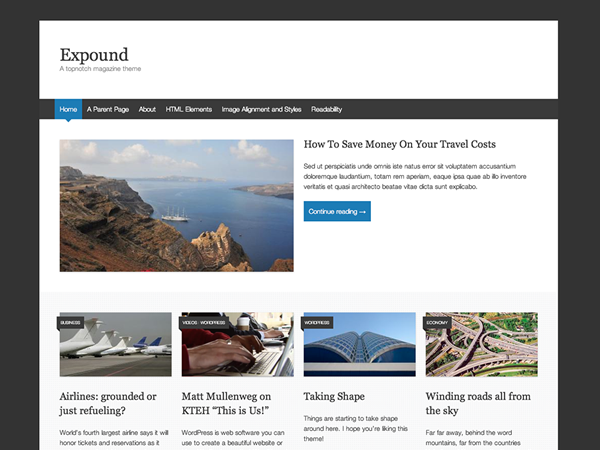 Expound
A topnotch magazine theme
Home A Parent Page About HTML Elements Image Alignment and Styles Readability
How To Save Money On Your Travel Costs
Sed ut perspiciatis unde omnis iste natus error sit voluptatem accusantium
doloremque laudantium, totam rem aperiam, eaque ipsa quae ab illo inventore
veritatis et quasi architecto beatae vitae dicta sunt explicabo.
Continue reading →
BUSINESS
VIDEOS · WORDPRESS
WORDPRESS
ECONOMY
Airlines: grounded or
just refueling?
World's fourth largest airline says it will
honor tickets and reservations as it
Matt Mullenweg on
KTEH “This is Us!”
WordPress is web software you can
use to create a beautiful website or
Taking Shape
Things are starting to take shape
around here. I hope you're liking this
theme!
Winding roads all from
the sky
Far far away, behind the word
mountains, far from the countries